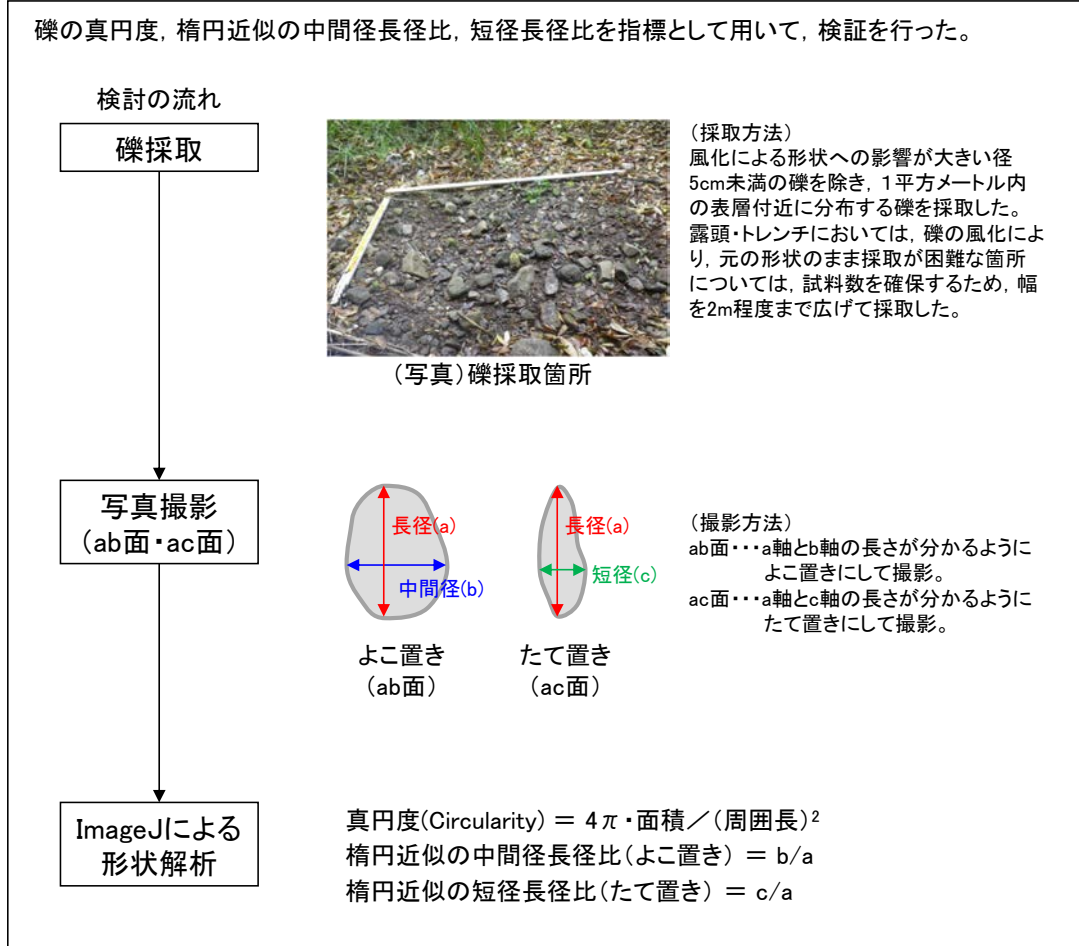 礫の真円度，楕円近似の中間径長径比，短径長径比を指標として用いて，検証を行った。
検討の流れ
礫採取
（採取方法）
風化による形状への影響が大きい径
5cm未満の礫を除き，１平方メートル内
の表層付近に分布する礫を採取した。
露頭・トレンチにおいては，礫の風化によ
り，元の形状のまま採取が困難な箇所
については，試料数を確保するため，幅
を2m程度まで広げて採取した。
（写真）礫採取箇所
写真撮影
（ab面・ac面）
長径(a)
中間径(b)
よこ置き
（ab面）
長径(a)
短径(c)
たて置き
（ac面）
（撮影方法）
ab面・・・a軸とb軸の長さが分かるように
よこ置きにして撮影。
ac面・・・a軸とc軸の長さが分かるように
たて置きにして撮影。
ImageJによる
形状解析
真円度(Circularity) ＝ 4π・面積／(周囲長)²
楕円近似の中間径長径比（よこ置き） ＝ b/a
楕円近似の短径長径比（たて置き） ＝ c/a